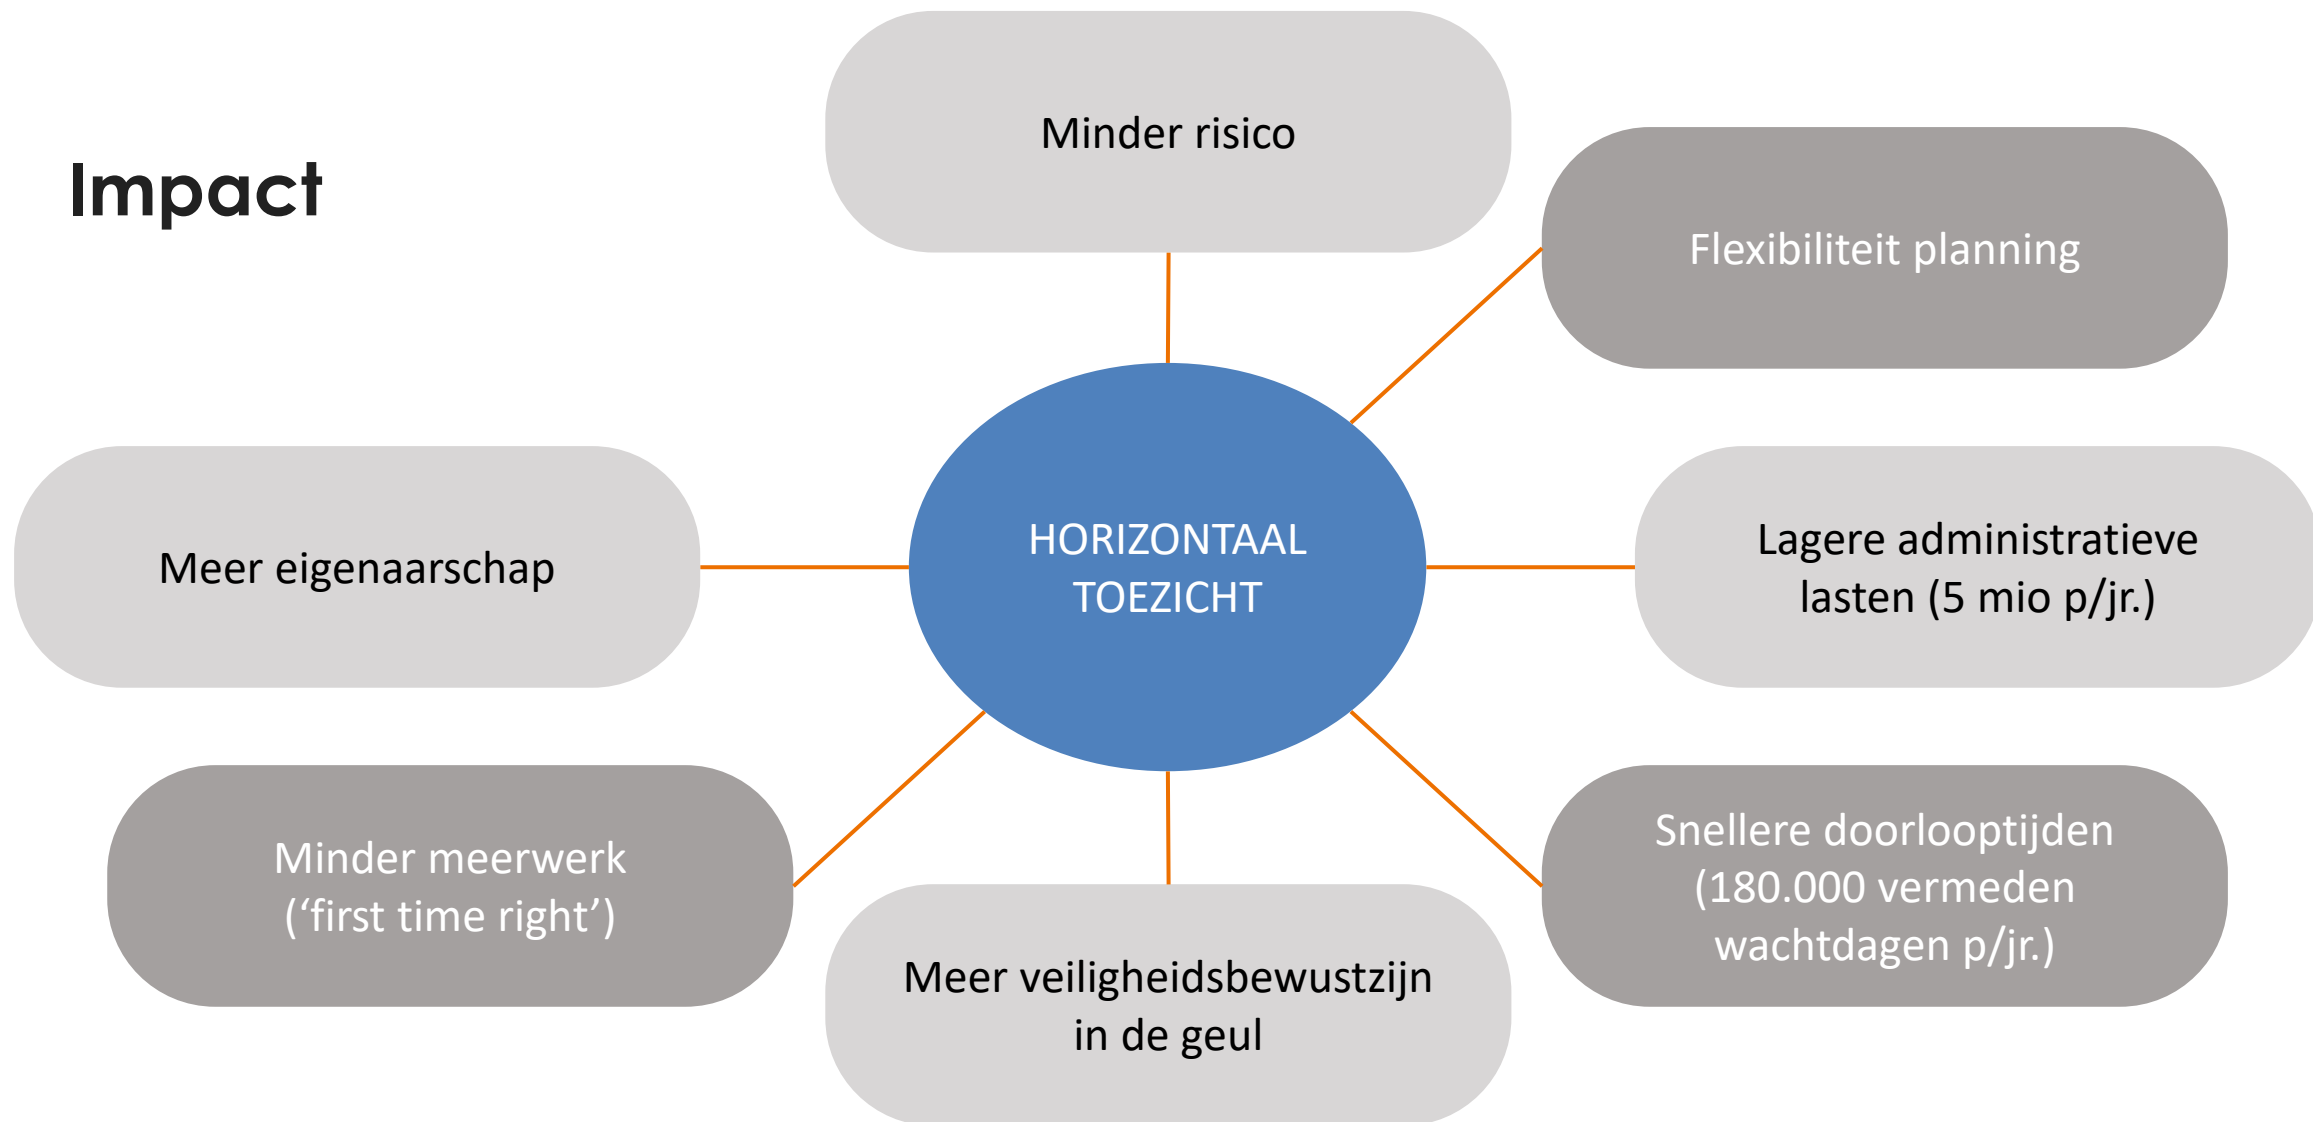 Impact
Minder risico
Flexibiliteit planning
HORIZONTAAL
TOEZICHT
Lagere administratieve
lasten (5 mio p/jr.)
Meer eigenaarschap
Snellere doorlooptijden
(180.000 vermeden
wachtdagen p/jr.)
Minder meerwerk
(‘first time right’)
Meer veiligheidsbewustzijn
in de geul